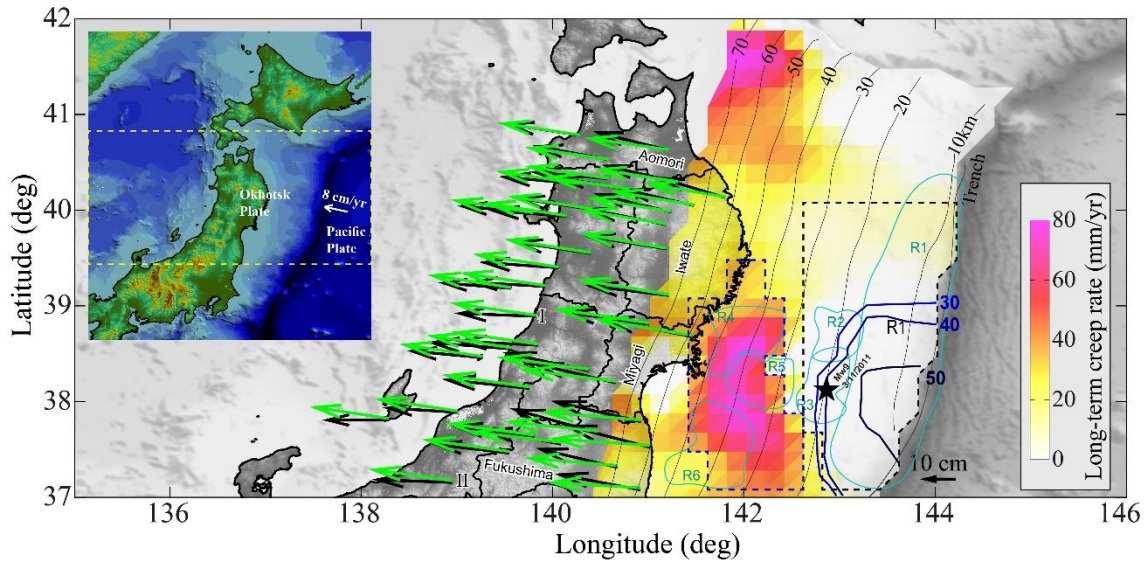 42
41
40
39
38
37
Latitude (deg)
136
138
140
142
144
146
Longitude (deg)
Okhotsk
Plate
8 cm/yr
Pacific
Plate
70
60
50
40
30
20
10km
Trench
Aomori
Iwate
Miyagi
Fukushima
I
II
R1
R2
R1
R4
R5
R3
R6
30
40
50
Mw9
3/11/2011
10 cm
80
60
40
20
0
Long-term creep rate (mm/yr)